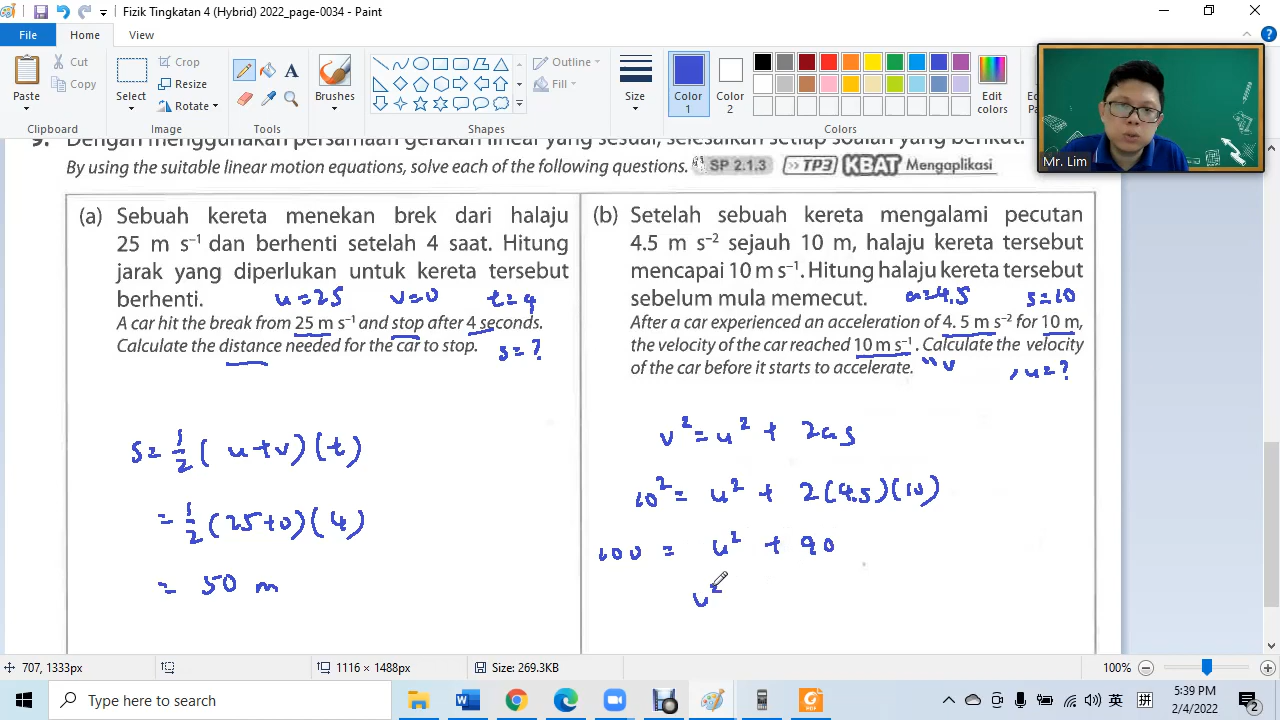 Fizik Tingkatan 4 (Hybrid) 2022_page-0034 - Paint
File Home View
Paste Cut Copy Clipboard
Select Crop Resize Rotate Image
Tools
Brushes
Outline Fill Shapes
Size
Color 1 Color 2 Edit colors Colors
Mr. Lim
9. Dengan menggunakan persamaan gerakan linear yang sesuai, selesaikan setiap soalan yang berikut.
By using the suitable linear motion equations, solve each of the following questions. SP 2.1.3 >> TP3 KBAT Mengaplikasi
(a) Sebuah kereta menekan brek dari halaju
25 m s⁻¹ dan berhenti setelah 4 saat. Hitung
jarak yang diperlukan untuk kereta tersebut
berhenti. u=25 v=0 t=4
A car hit the break from 25 m s⁻¹ and stop after 4 seconds.
Calculate the distance needed for the car to stop. s=?
s= 1/2 ( u+v)(t)
= 1/2 (25+0)(4)
= 50 m
(b) Setelah sebuah kereta mengalami pecutan
4.5 m s⁻² sejauh 10 m, halaju kereta tersebut
mencapai 10 m s⁻¹. Hitung halaju kereta tersebut
sebelum mula memecut. a=4.5 s=10
After a car experienced an acceleration of 4. 5 m s⁻² for 10 m,
the velocity of the car reached 10 m s⁻¹. Calculate the velocity
of the car before it starts to accelerate. " v , u=?
v² = u² + 2as
10² = u² + 2(4.5)(10)
100 = u² + 90
u²
707, 1333px 1116 × 1488px Size: 269.3KB 100%
Type here to search
英 拼 5:39 PM
2/4/2022 2